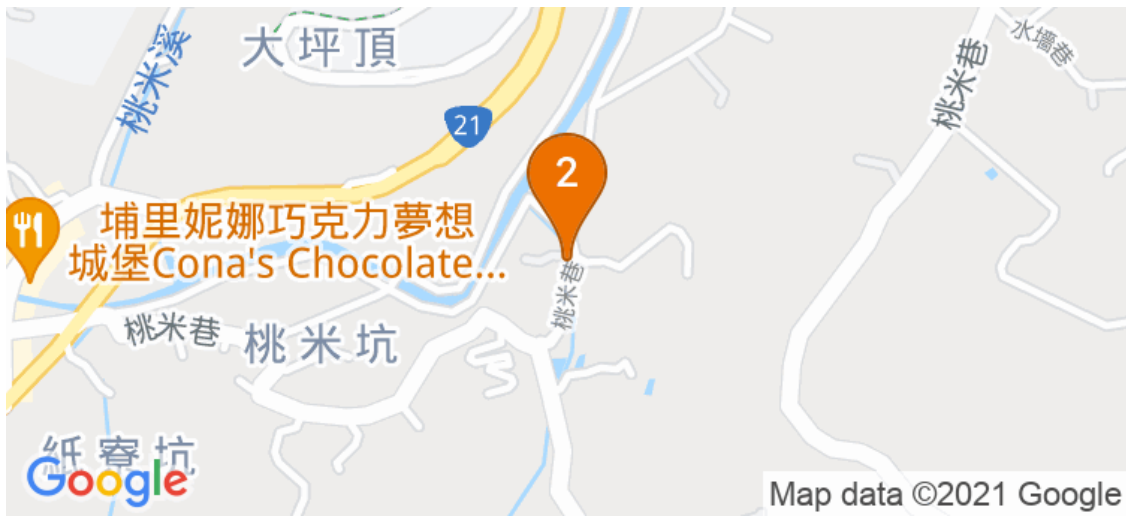 大坪頂
桃米溪
21
2
桃米巷
水墻巷
埔里妮娜巧克力夢想
城堡Cona's Chocolate...
桃米巷
桃米巷
桃米坑
紙寮坑
Google
Map data ©2021 Google